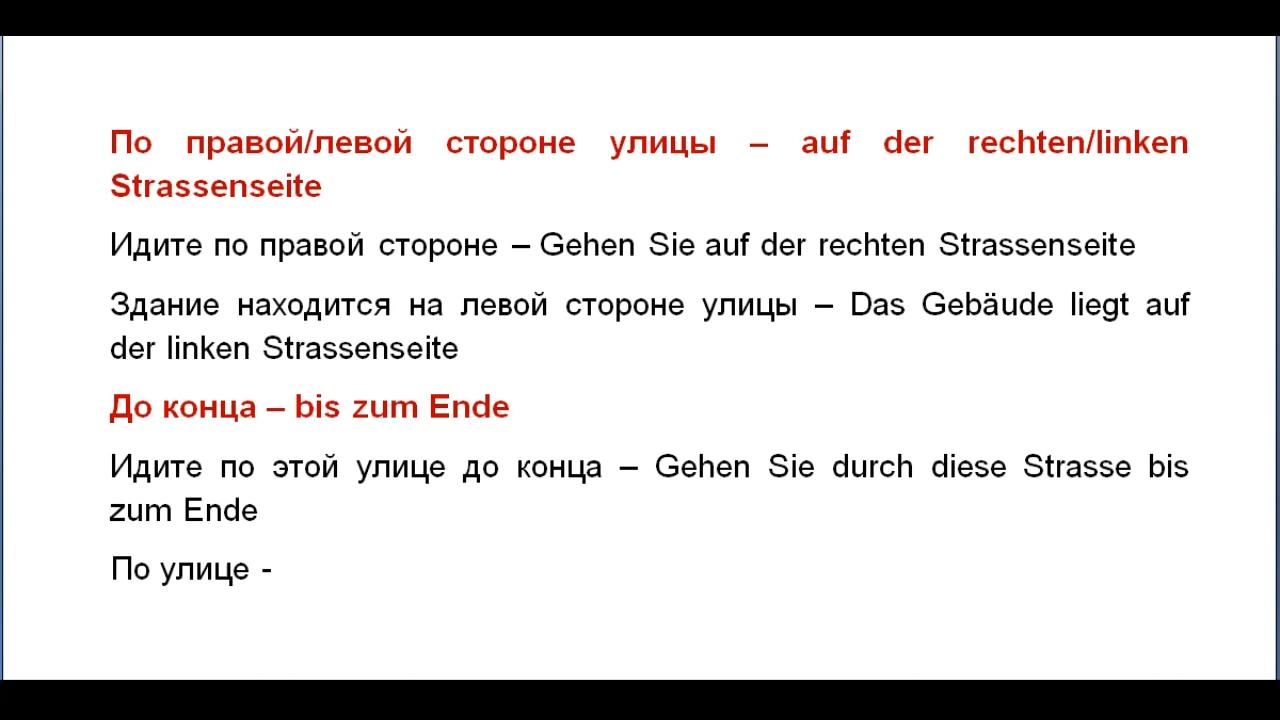 По правой/левой стороне улицы – auf der rechten/linken
Strassenseite
Идите по правой стороне – Gehen Sie auf der rechten Strassenseite
Здание находится на левой стороне улицы – Das Gebäude liegt auf
der linken Strassenseite
До конца – bis zum Ende
Идите по этой улице до конца – Gehen Sie durch diese Strasse bis
zum Ende
По улице -